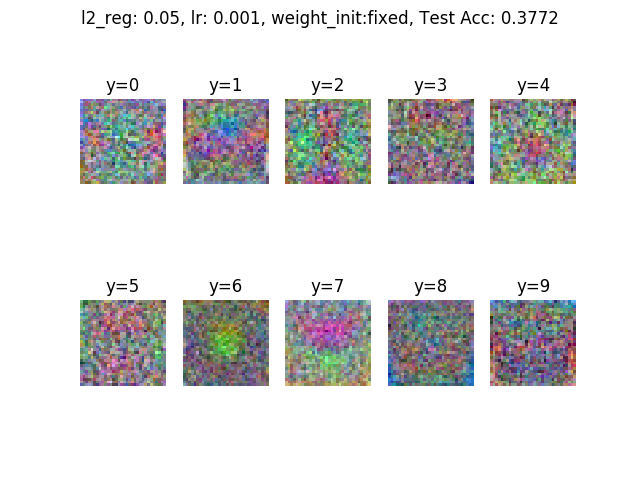 l2_reg: 0.05, lr: 0.001, weight_init:fixed, Test Acc: 0.3772
y=0 y=1 y=2 y=3 y=4
y=5 y=6 y=7 y=8 y=9